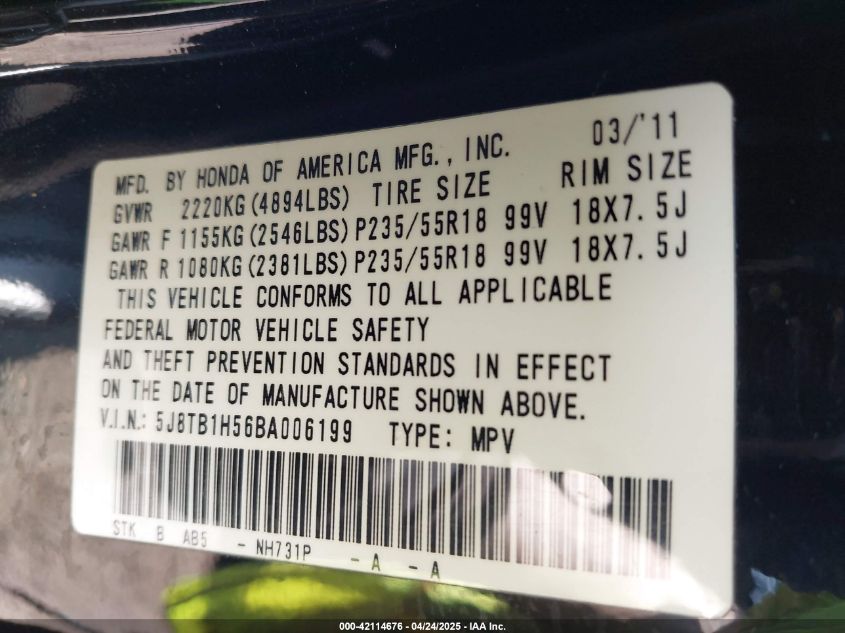 03/'11
MFD. BY HONDA OF AMERICA MFG., INC.
GVWR 2220KG(4894LBS) TIRE SIZE RIM SIZE
GAWR F 1155KG(2546LBS) P235/55R18 99V 18X7.5J
GAWR R 1080KG(2381LBS) P235/55R18 99V 18X7.5J
THIS VEHICLE CONFORMS TO ALL APPLICABLE
FEDERAL MOTOR VEHICLE SAFETY
AND THEFT PREVENTION STANDARDS IN EFFECT
ON THE DATE OF MANUFACTURE SHOWN ABOVE.
V.I.N.: 5J8TB1H56BA006199 TYPE: MPV
STK B AB5 - NH731P - A - A
000-42114676 - 04/24/2025 - IAA Inc.